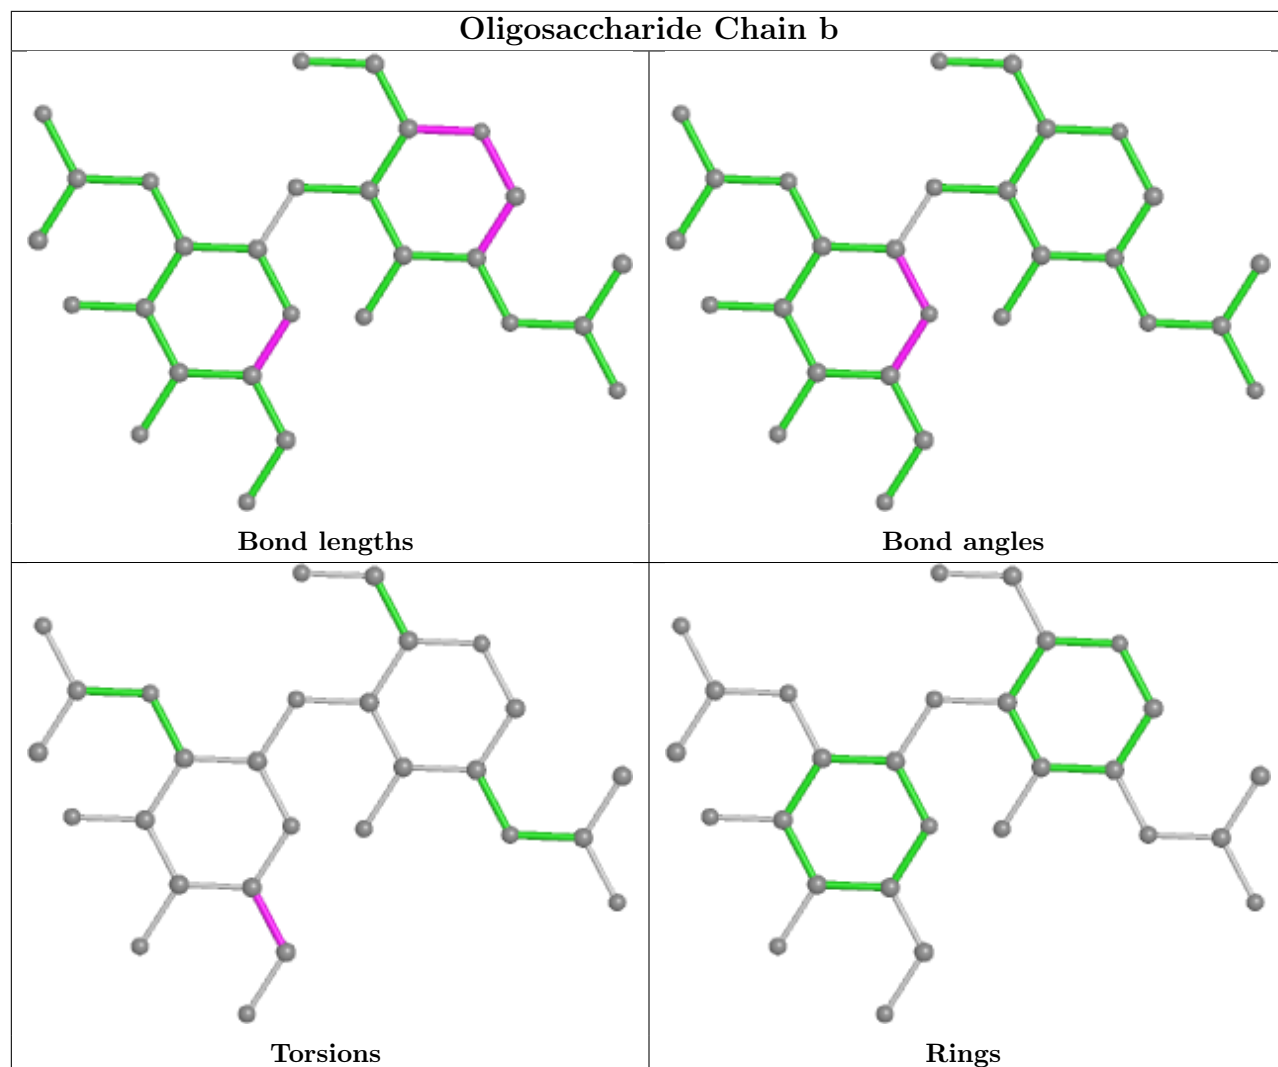 Oligosaccharide Chain b
Bond lengths
Bond angles
Torsions
Rings